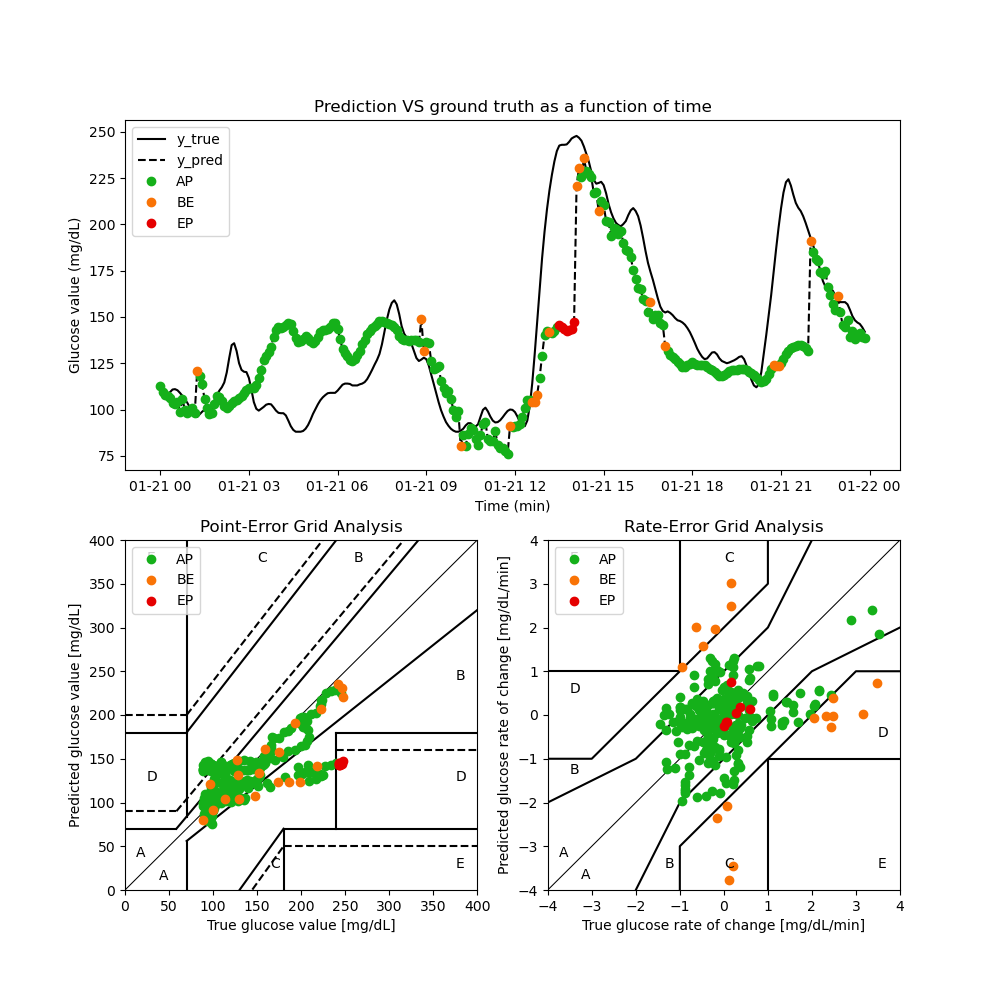 Prediction VS ground truth as a function of time
Glucose value (mg/dL)
250
225
200
175
150
125
100
75
y_true
y_pred
AP
BE
EP
01-21 00 01-21 03 01-21 06 01-21 09 01-21 12 01-21 15 01-21 18 01-21 21 01-22 00
Time (min)
Point-Error Grid Analysis
Predicted glucose value [mg/dL]
400
350
300
250
200
150
100
50
0
AP
BE
EP
C B
B
D D
A
A C E
0 50 100 150 200 250 300 350 400
True glucose value [mg/dL]
Rate-Error Grid Analysis
Predicted glucose rate of change [mg/dL/min]
4
3
2
1
0
−1
−2
−3
−4
AP
BE
EP
C
D
D
B
A
A B C E
−4 −3 −2 −1 0 1 2 3 4
True glucose rate of change [mg/dL/min]